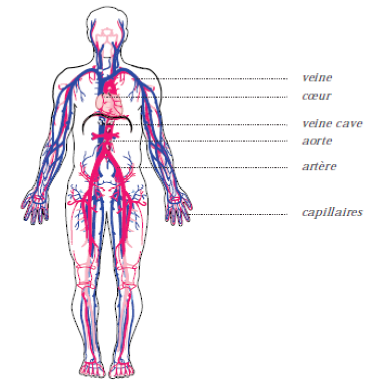 veine
cœur
veine cave
aorte
artère
capillaires